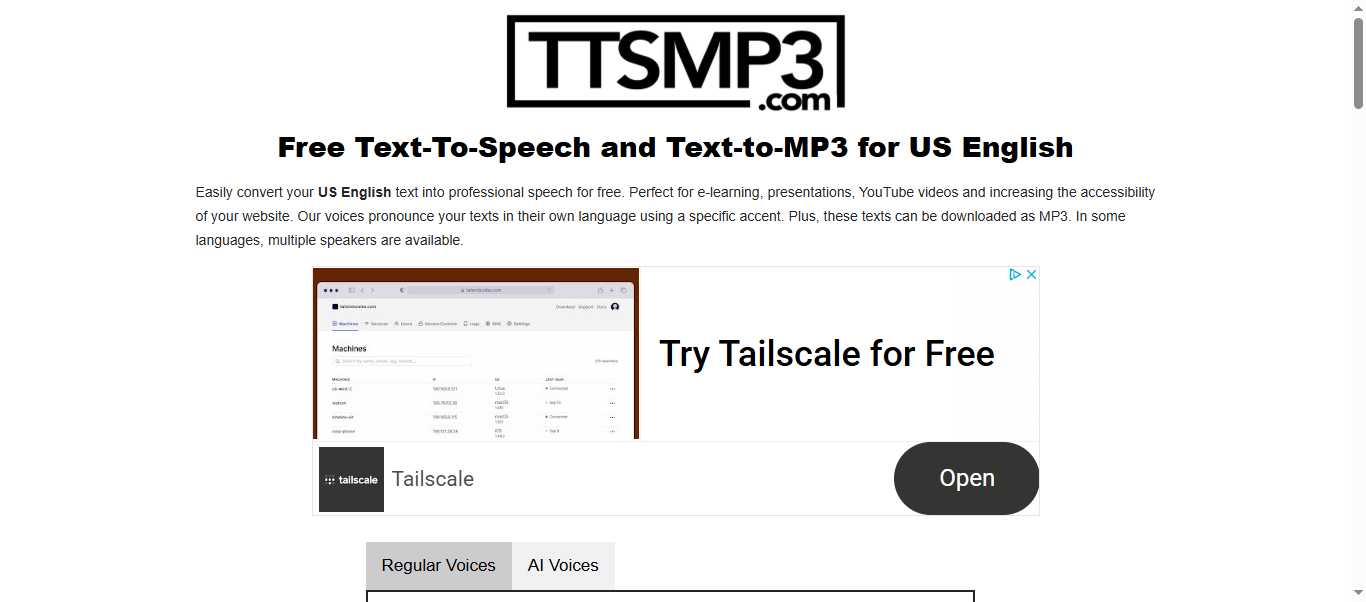 TTSMP3
.com
Free Text-To-Speech and Text-to-MP3 for US English
Easily convert your US English text into professional speech for free. Perfect for e-learning, presentations, YouTube videos and increasing the accessibility
of your website. Our voices pronounce your texts in their own language using a specific accent. Plus, these texts can be downloaded as MP3. In some
languages, multiple speakers are available.
Machines
Try Tailscale for Free
tailscale
Tailscale
Open
Regular Voices
AI Voices